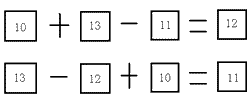 10 + 13 − 11 = 12
13 − 12 + 10 = 11